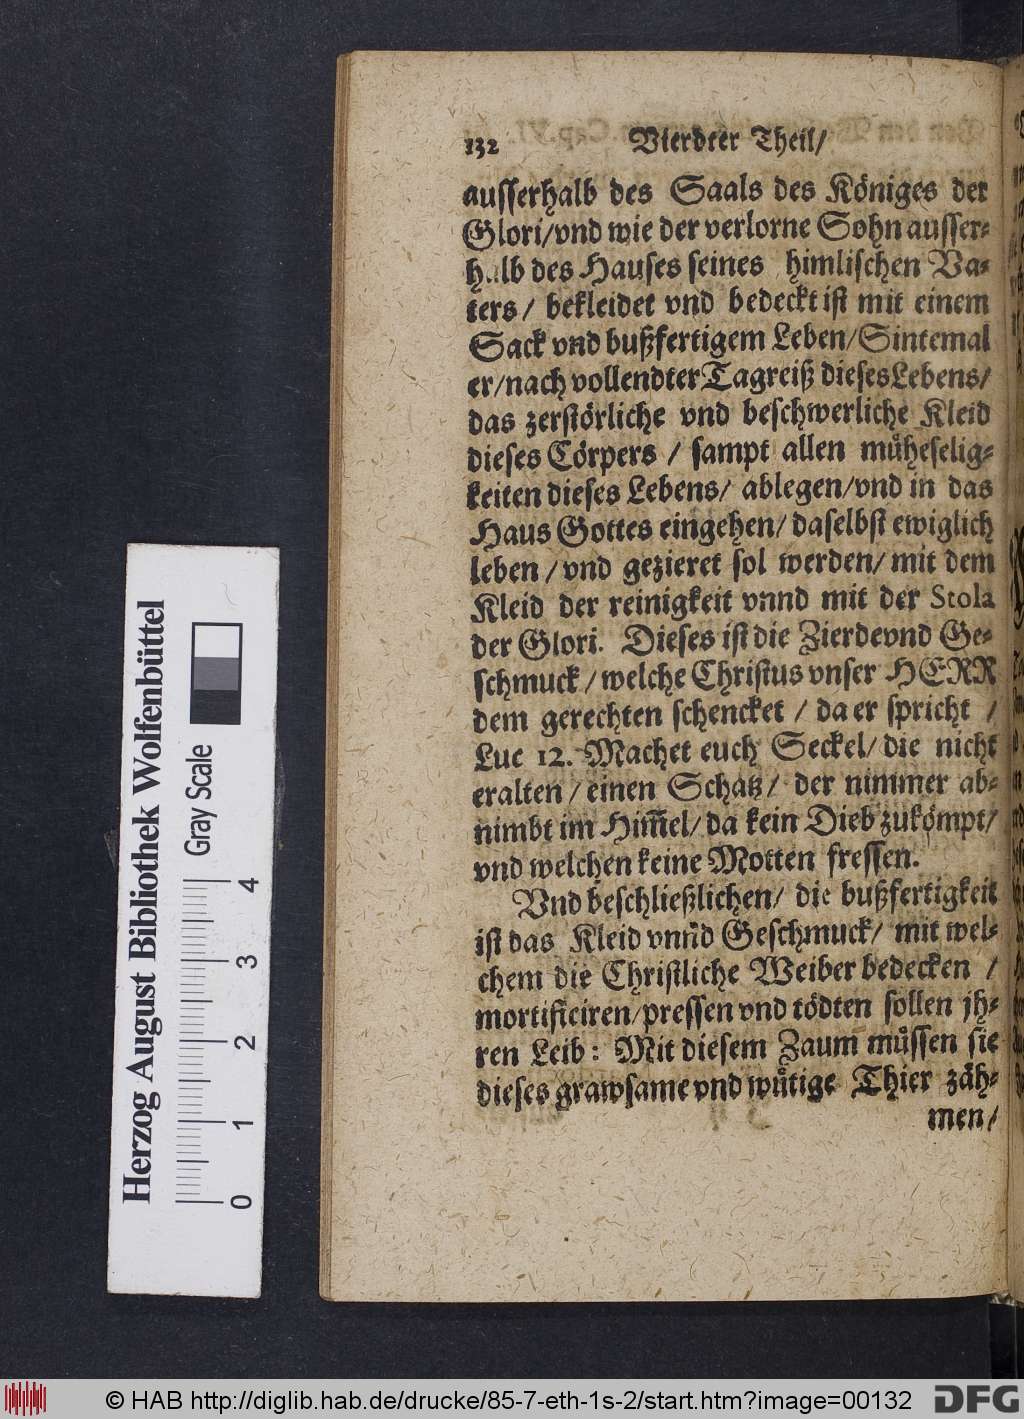 132 Vierdter Theil/
ausserhalb des Saals des Königes der
Glori/vnd wie der verlorne Sohn ausser-
halb des Hauses seines himlischen Va-
ters/ bekleidet vnd bedeckt ist mit einem
Sack vnd bußfertigem Leben/Sintemal
er/nach vollendter Tagreiß dieses Lebens/
das zerstörliche vnd beschwerliche Kleid
dieses Cörpers / sampt allen müheselig-
keiten dieses Lebens/ ablegen/vnd in das
Haus Gottes eingehen/ daselbst ewiglich
leben / vnd gezieret sol werden/ mit dem
Kleid der reinigkeit vnnd mit der Stola
der Glori. Dieses ist die Zierde vnd Ge-
schmuck / welche Christus vnser HERR
dem gerechten schencket / da er spricht /
Luc 12. Machet euch Seckel/ die nicht
eralten / einen Schatz/ der nimmer ab-
nimbt im Him̅el/ da kein Dieb zukömpt/
vnd welchen keine Motten fressen.
Vnd beschließlichen/ die bußfertigkeit
ist das Kleid vnn̅d Geschmuck/ mit wel-
chem die Christliche Weiber bedecken /
mortificiren/pressen vnd tödten sollen jh-
ren Leib: Mit diesem Zaum müssen sie
dieses grawsame vnd wütige Thier zäh-
men/
Herzog August Bibliothek Wolfenbüttel
Gray Scale
0 1 2 3 4
© HAB http://diglib.hab.de/drucke/85-7-eth-1s-2/start.htm?image=00132
DFG